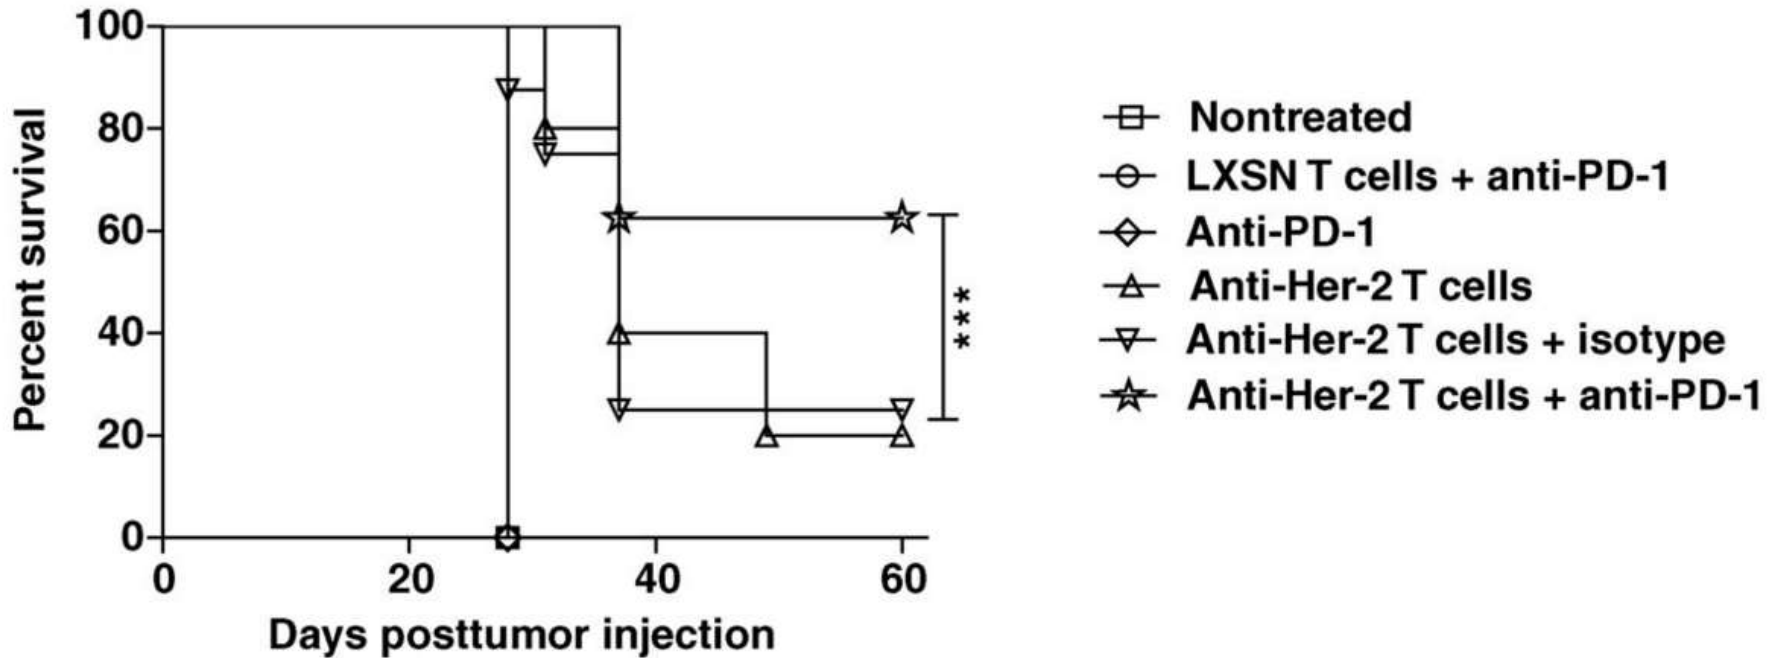 100
80
60
40
20
0
Percent survival
0 20 40 60
Days posttumor injection
***
Nontreated
LXSN T cells + anti-PD-1
Anti-PD-1
Anti-Her-2 T cells
Anti-Her-2 T cells + isotype
Anti-Her-2 T cells + anti-PD-1